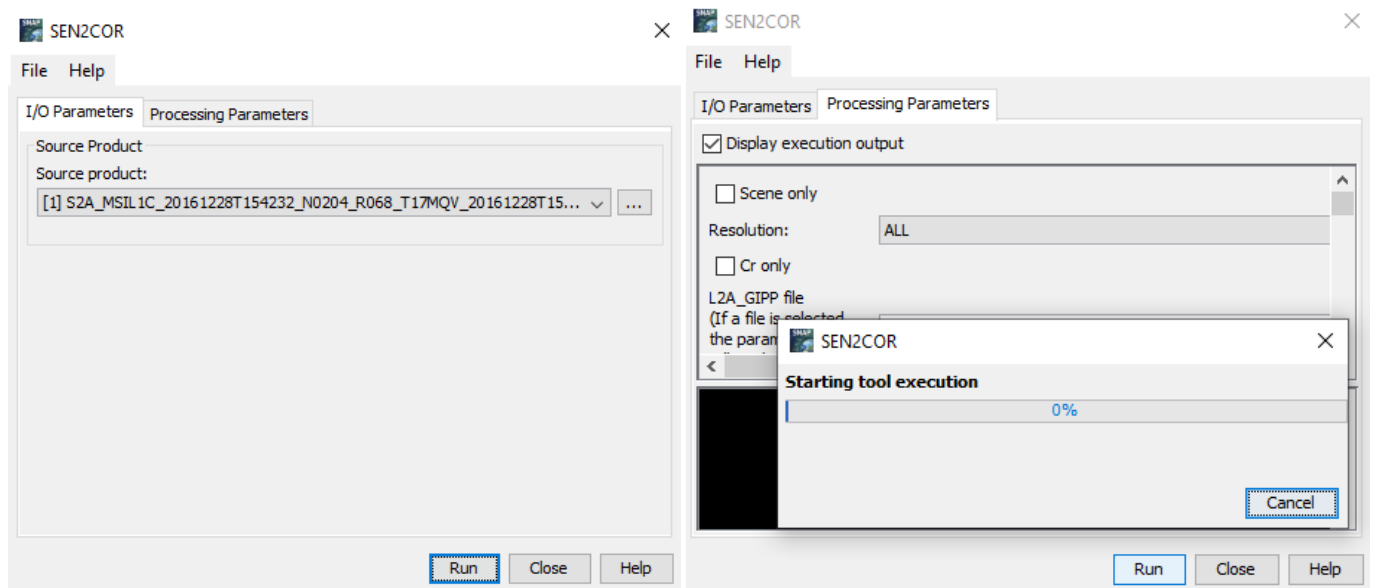 SEN2COR
File Help
I/O Parameters Processing Parameters
Source Product
Source product:
[1] S2A_MSIL1C_20161228T154232_N0204_R068_T17MQV_20161228T15... ...
Run Close Help
SNAP SEN2COR
File Help
I/O Parameters Processing Parameters
Display execution output
Scene only
Resolution: ALL
Cr only
L2A_GIPP file
(If a file is selected
the param
SNAP SEN2COR
Starting tool execution
0%
Cancel
Run Close Help